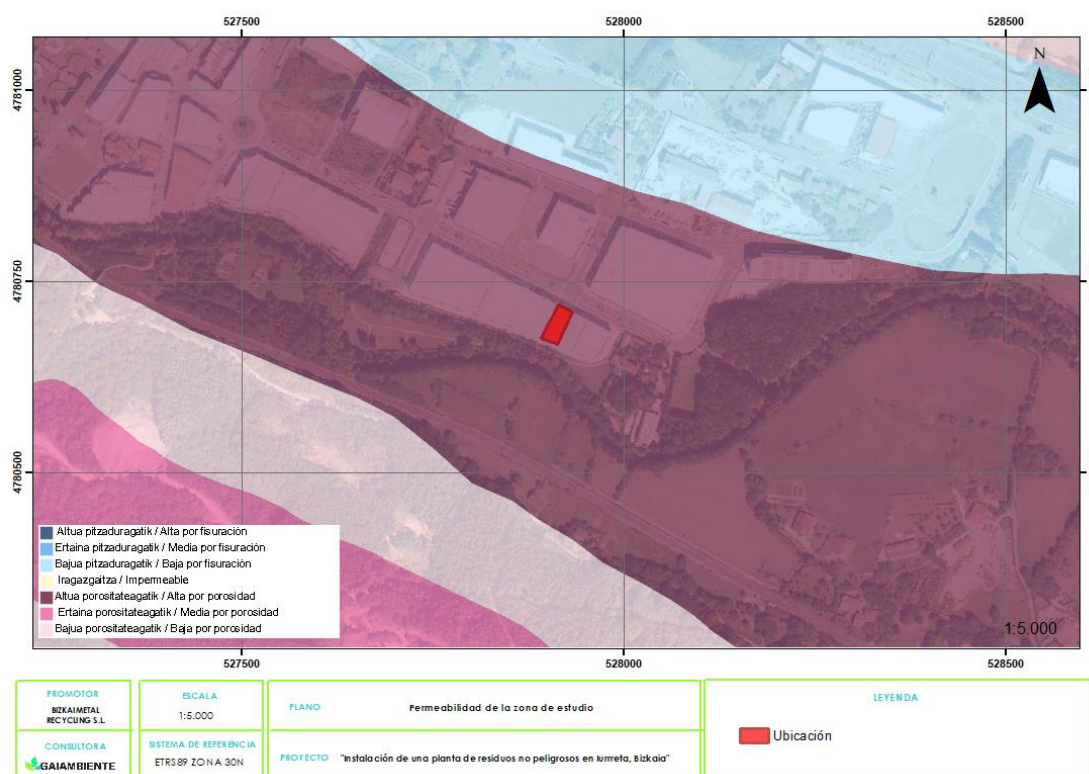 527500 528000 528500
N
4781000
4780750
4780500
Altua pitzaduragatik / Alta por fisuración
Ertaina pitzaduragatik / Media por fisuración
Bajua pitzaduragatik / Baja por fisuración
Iragazgaitza / Impermeable
Altua porositateagatik / Alta por porosidad
Ertaina porositateagatik / Media por porosidad
Bajua porositateagatik / Baja por porosidad
1:5.000
527500 528000 528500
PROMOTOR
BIZKAIMETAL
RECYCLING S.L.
ESCALA
1:5.000
PLANO
Permeabilidad de la zona de estudio
LEYENDA
Ubicación
CONSULTORA
GAIAMBIENTE
SISTEMA DE REFERENCIA
ETRS89 ZONA 30N
PROYECTO
"Instalación de una planta de residuos no peligrosos en Iurreta, Bizkaia"